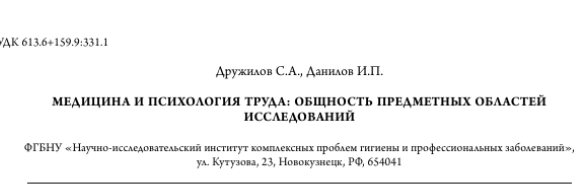 УДК 613.6+159.9:331.1
Дружилов С.А., Данилов И.П.
МЕДИЦИНА И ПСИХОЛОГИЯ ТРУДА: ОБЩНОСТЬ ПРЕДМЕТНЫХ ОБЛАСТЕЙ
ИССЛЕДОВАНИЙ
ФГБНУ «Научно-исследовательский институт комплексных проблем гигиены и профессиональных заболеваний»,
ул. Кутузова, 23, Новокузнецк, РФ, 654041